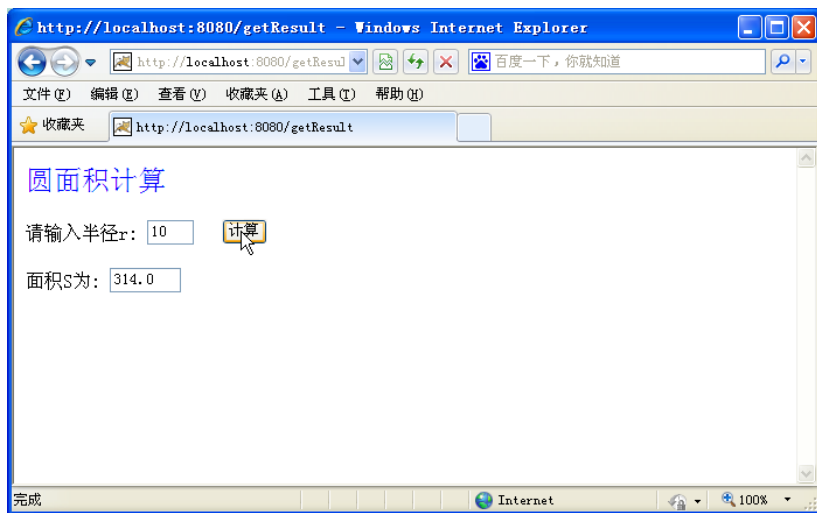 http://localhost:8080/getResult - Windows Internet Explorer
http://localhost:8080/getResul 百度一下，你就知道
文件(F) 编辑(E) 查看(V) 收藏夹(A) 工具(T) 帮助(H)
收藏夹 http://localhost:8080/getResult
圆面积计算
请输入半径r: 10 计算
面积S为: 314.0
完成 Internet 100%